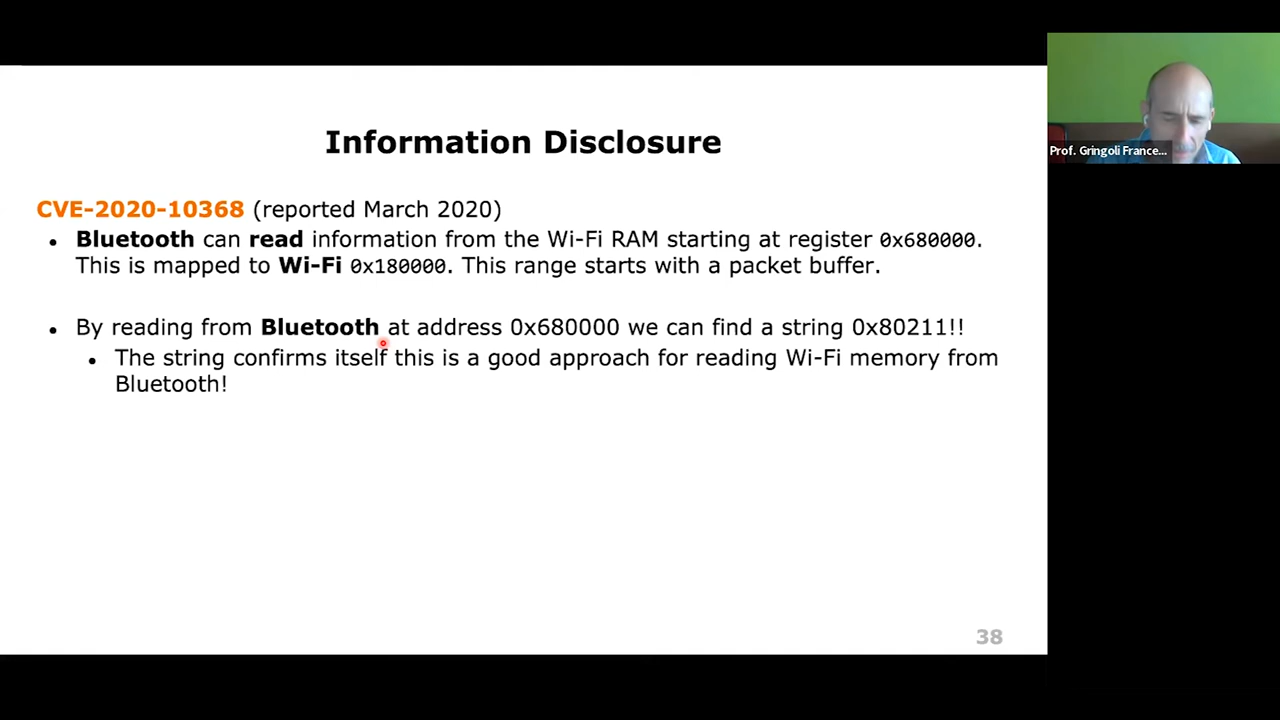 Information Disclosure
Prof. Gringoli France...
CVE-2020-10368 (reported March 2020)
• Bluetooth can read information from the Wi-Fi RAM starting at register 0x680000.
This is mapped to Wi-Fi 0x180000. This range starts with a packet buffer.
• By reading from Bluetooth at address 0x680000 we can find a string 0x80211!!
• The string confirms itself this is a good approach for reading Wi-Fi memory from
Bluetooth!
38